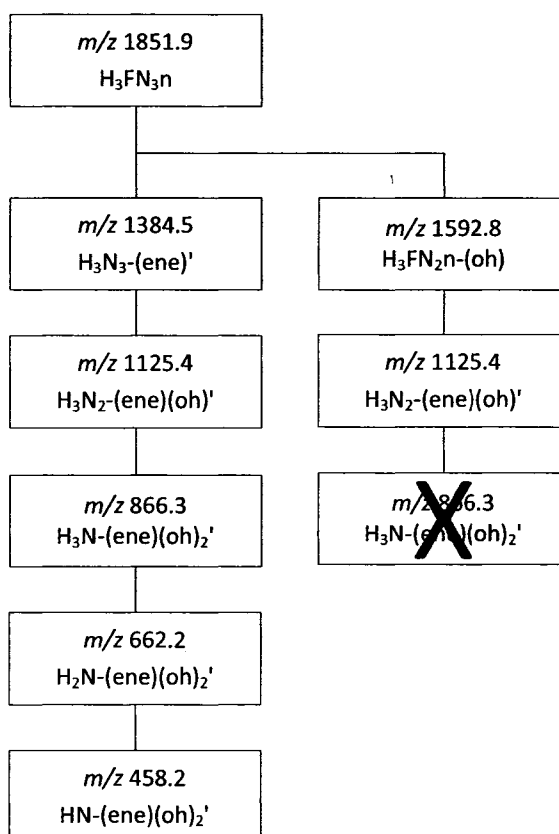 m/z 1851.9
H₃FN₃n
m/z 1384.5
H₃N₃-(ene)'
m/z 1592.8
H₃FN₂n-(oh)
m/z 1125.4
H₃N₂-(ene)(oh)'
m/z 1125.4
H₃N₂-(ene)(oh)'
m/z 866.3
H₃N-(ene)(oh)₂'
m/z 866.3
H₃N-(ene)(oh)₂'
m/z 662.2
H₂N-(ene)(oh)₂'
m/z 458.2
HN-(ene)(oh)₂'